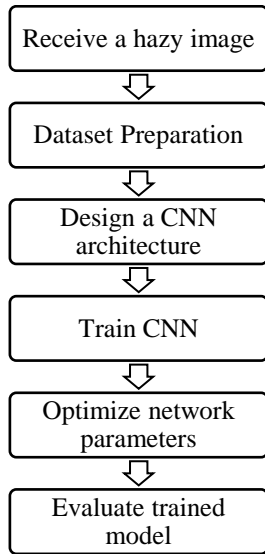 Receive a hazy image
Dataset Preparation
Design a CNN
architecture
Train CNN
Optimize network
parameters
Evaluate trained
model